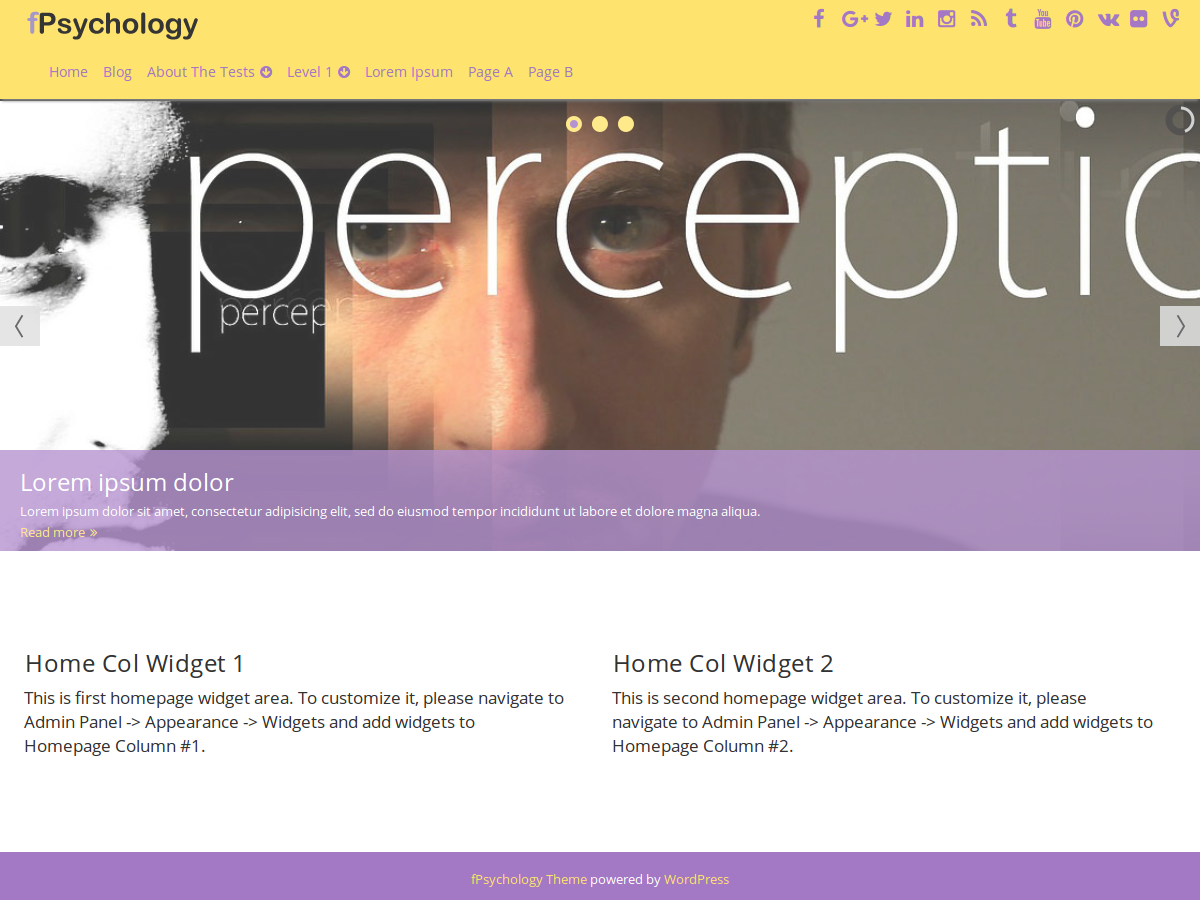 fPsychology
You Tube
Home Blog About The Tests Level 1 Lorem Ipsum Page A Page B
perceptio
percep
Lorem ipsum dolor
Lorem ipsum dolor sit amet, consectetur adipisicing elit, sed do eiusmod tempor incididunt ut labore et dolore magna aliqua.
Read more »
Home Col Widget 1
This is first homepage widget area. To customize it, please navigate to
Admin Panel -> Appearance -> Widgets and add widgets to
Homepage Column #1.
Home Col Widget 2
This is second homepage widget area. To customize it, please
navigate to Admin Panel -> Appearance -> Widgets and add widgets to
Homepage Column #2.
fPsychology Theme powered by WordPress